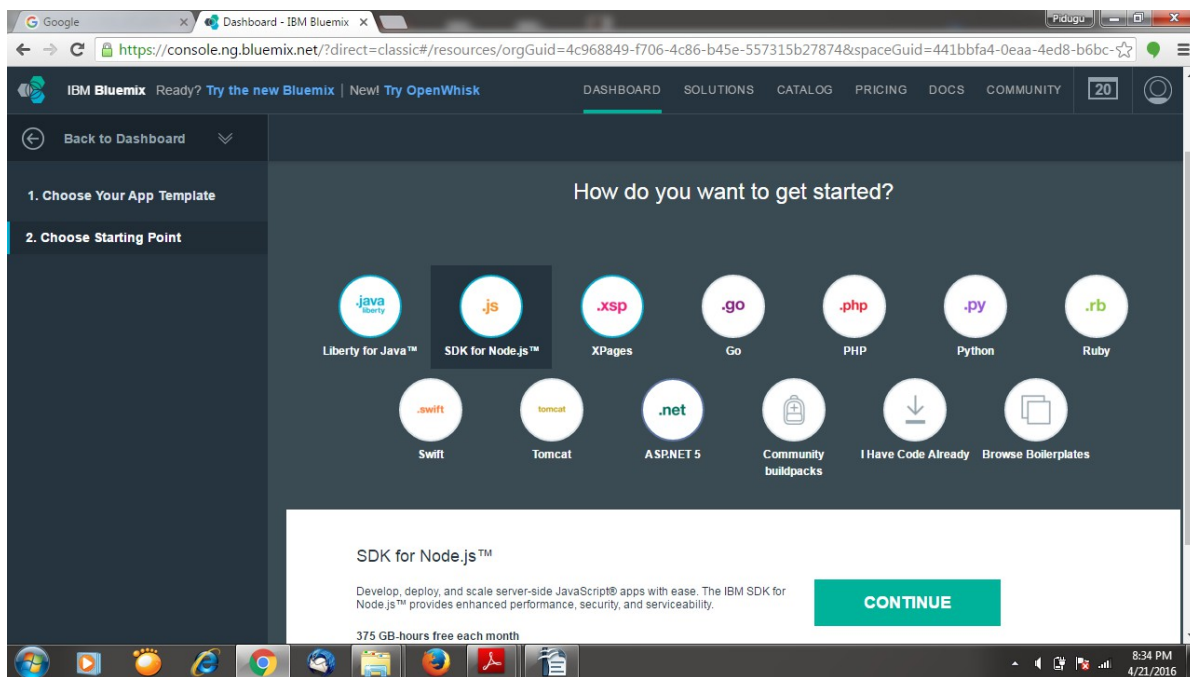 Google
Dashboard - IBM Bluemix
Pidugu
https://console.ng.bluemix.net/?direct=classic#/resources/orgGuid=4c968849-f706-4c86-b45e-557315b27874&spaceGuid=441bbfa4-0eaa-4ed8-b6bc-
IBM Bluemix Ready? Try the new Bluemix | New! Try OpenWhisk
DASHBOARD SOLUTIONS CATALOG PRICING DOCS COMMUNITY 20
Back to Dashboard
1. Choose Your App Template
2. Choose Starting Point
How do you want to get started?
.java .js .xsp .go .php .py .rb
liberty
Liberty for Java™ SDK for Node.js™ XPages Go PHP Python Ruby
.swift tomcat .net
Swift Tomcat ASP.NET 5 Community I Have Code Already Browse Boilerplates
buildpacks
SDK for Node.js™
Develop, deploy, and scale server-side JavaScript® apps with ease. The IBM SDK for
Node.js™ provides enhanced performance, security, and serviceability.
CONTINUE
375 GB-hours free each month
8:34 PM
4/21/2016